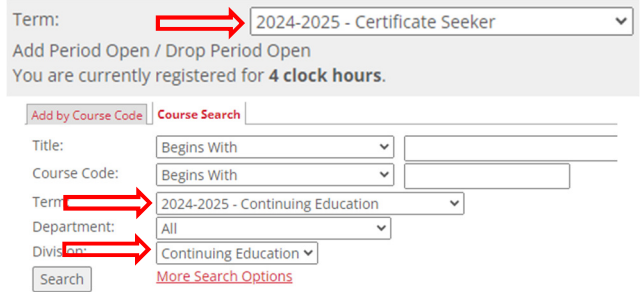 Term: 2024-2025 - Certificate Seeker
Add Period Open / Drop Period Open
You are currently registered for 4 clock hours.
Add by Course Code Course Search
Title: Begins With
Course Code: Begins With
Term 2024-2025 - Continuing Education
Department: All
Division: Continuing Education
Search More Search Options